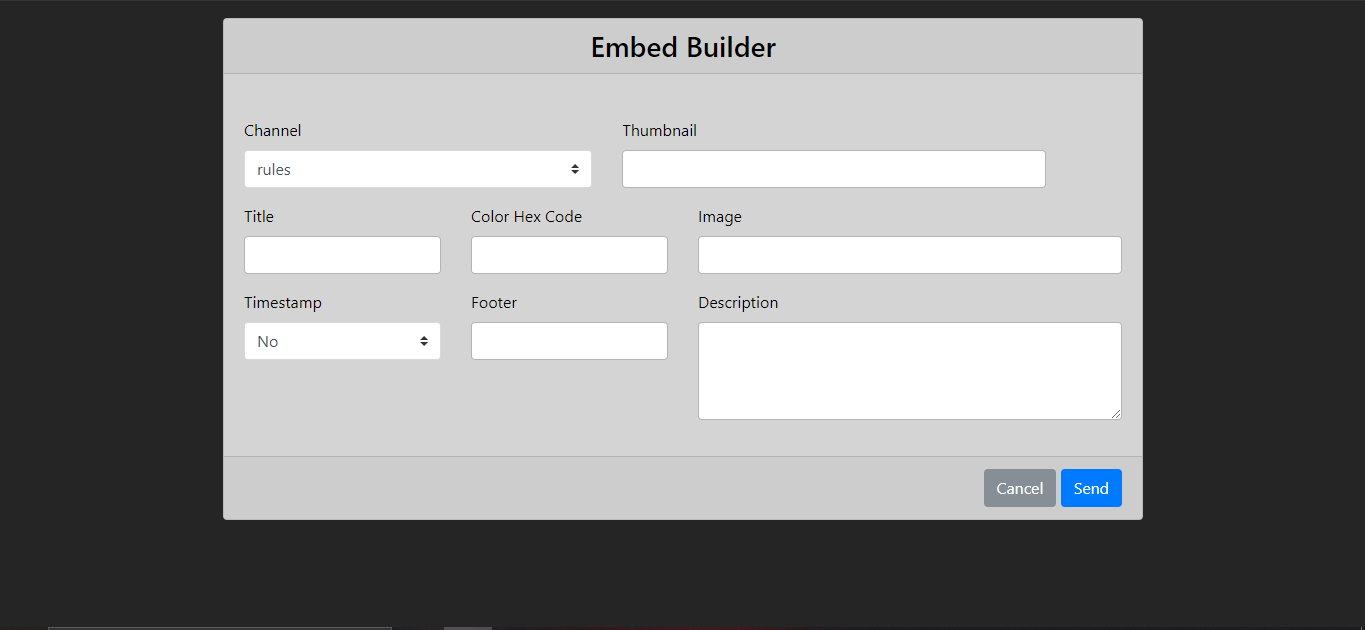 Embed Builder
Channel
Thumbnail
rules
Title
Color Hex Code
Image
Timestamp
Footer
Description
No
Cancel
Send